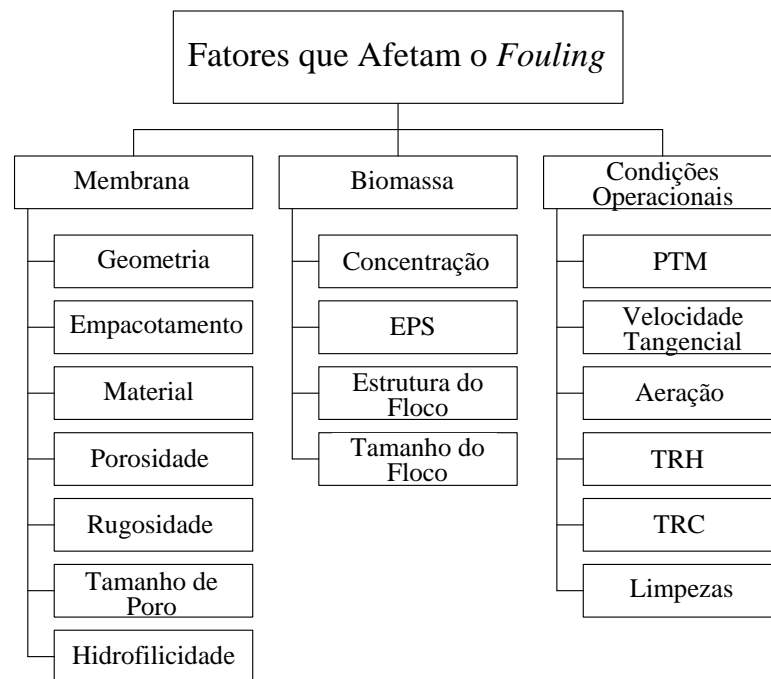 Fatores que Afetam o Fouling
Membrana
Geometria
Empacotamento
Material
Porosidade
Rugosidade
Tamanho de
Poro
Hidrofilicidade
Biomassa
Concentração
EPS
Estrutura do
Floco
Tamanho do
Floco
Condições
Operacionais
PTM
Velocidade
Tangencial
Aeração
TRH
TRC
Limpezas